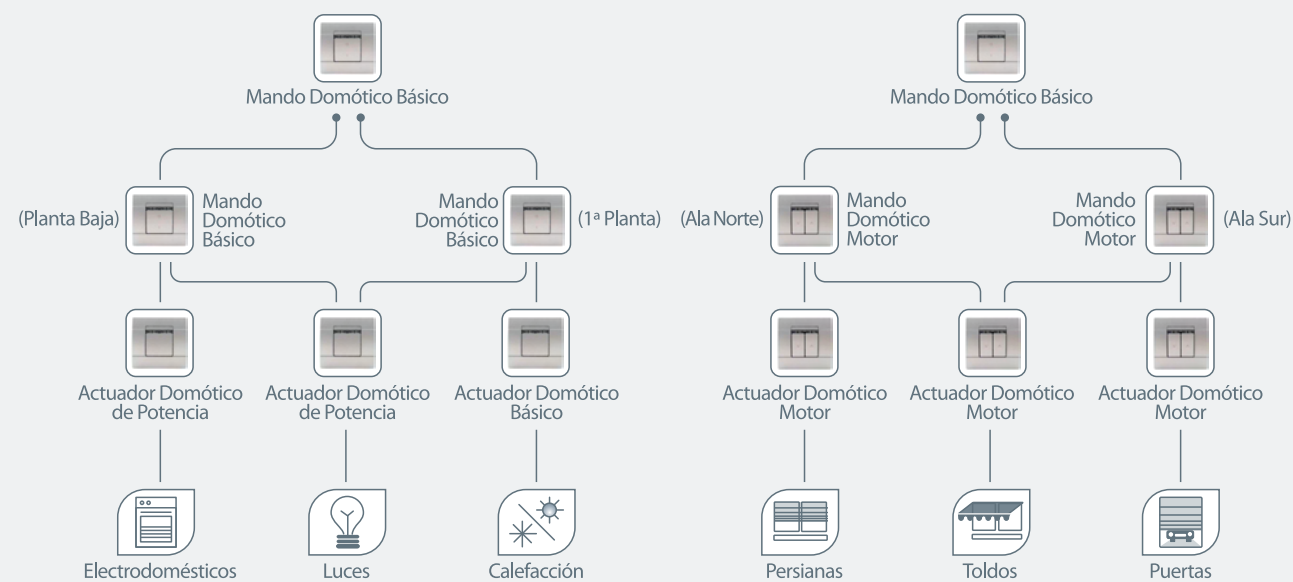 Mando Domótico Básico
Mando Domótico Básico
(Planta Baja)
Mando
Domótico
Básico
Mando
Domótico
Básico
(1ª Planta)
(Ala Norte)
Mando
Domótico
Motor
Mando
Domótico
Motor
(Ala Sur)
Actuador Domótico
de Potencia
Actuador Domótico
de Potencia
Actuador Domótico
Básico
Actuador Domótico
Motor
Actuador Domótico
Motor
Actuador Domótico
Motor
Electrodomésticos
Luces
Calefacción
Persianas
Toldos
Puertas